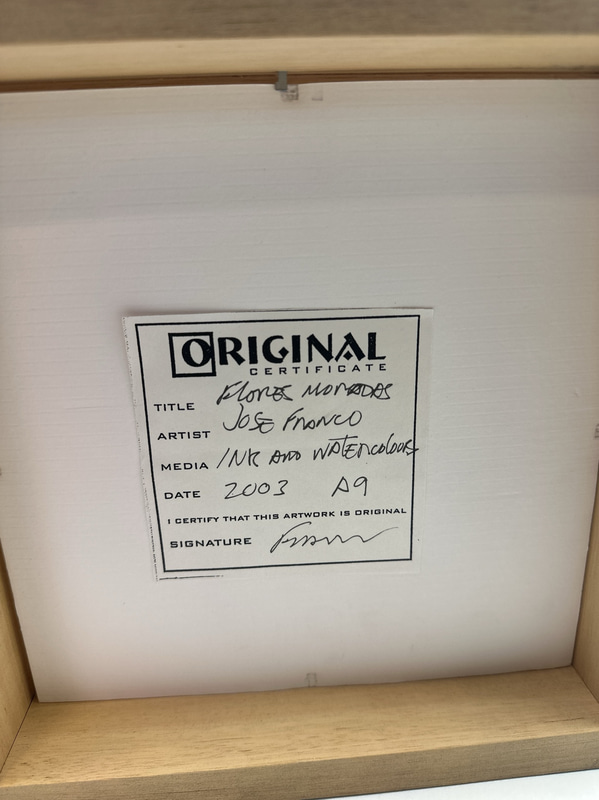 ORIGINAL
CERTIFICATE
TITLE Flores Moradas
ARTIST JOSE FRANCO
MEDIA INK AND WATERCOLOURS
DATE 2003 A9
I CERTIFY THAT THIS ARTWORK IS ORIGINAL
SIGNATURE